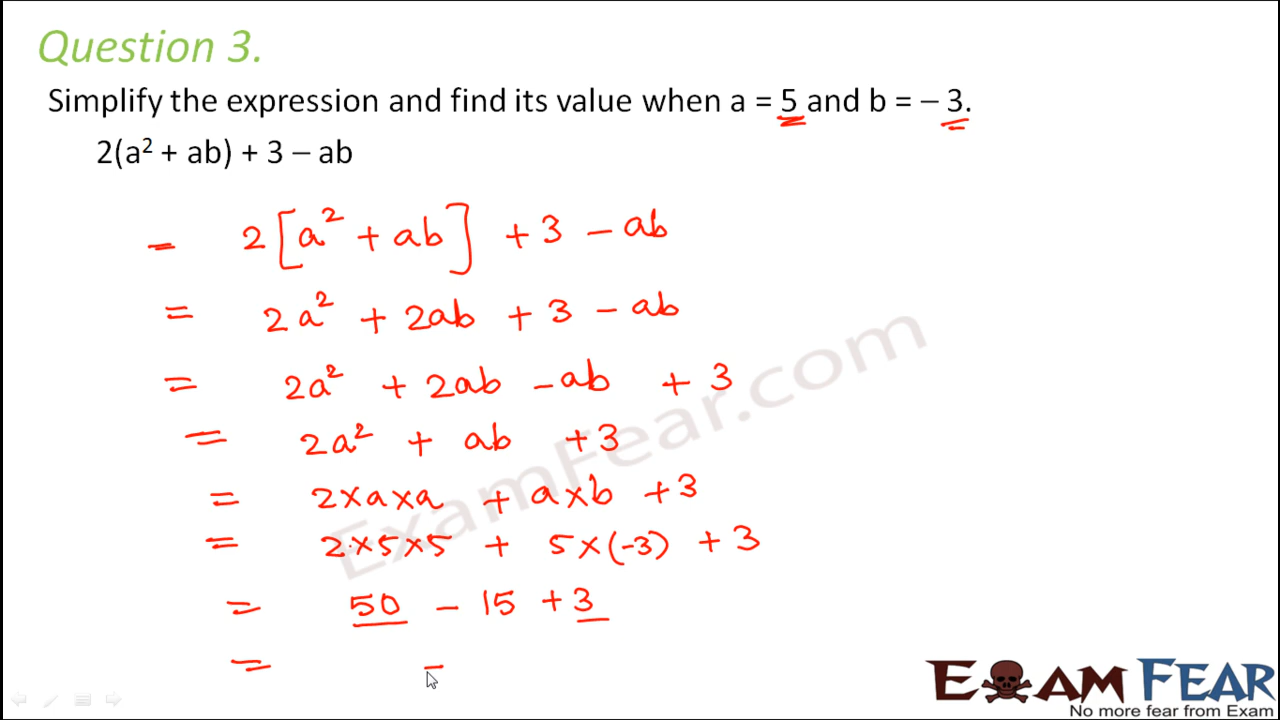 Question 3.
Simplify the expression and find its value when a = 5 and b = – 3.
2(a² + ab) + 3 – ab
= 2[a² + ab] + 3 - ab
= 2a² + 2ab + 3 - ab
= 2a² + 2ab - ab + 3
= 2a² + ab + 3
= 2×a×a + a×b + 3
= 2×5×5 + 5×(-3) + 3
= 50 - 15 + 3
= -
ExamFear.com
EXAM FEAR
No more fear from Exam